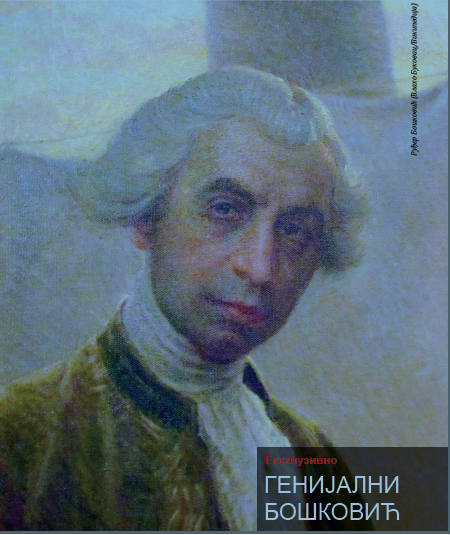 Руђер Бошковић (Влахо Буковац/Википедија)
Ексклузивно
ГЕНИЈАЛНИ
БОШКОВИЋ